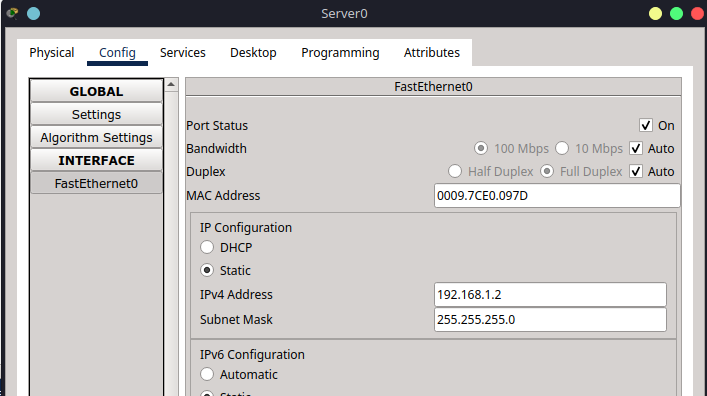 Server0
Physical Config Services Desktop Programming Attributes
GLOBAL
Settings
Algorithm Settings
INTERFACE
FastEthernet0
FastEthernet0
Port Status On
Bandwidth 100 Mbps 10 Mbps Auto
Duplex Half Duplex Full Duplex Auto
MAC Address 0009.7CE0.097D
IP Configuration
DHCP
Static
IPv4 Address 192.168.1.2
Subnet Mask 255.255.255.0
IPv6 Configuration
Automatic
Static